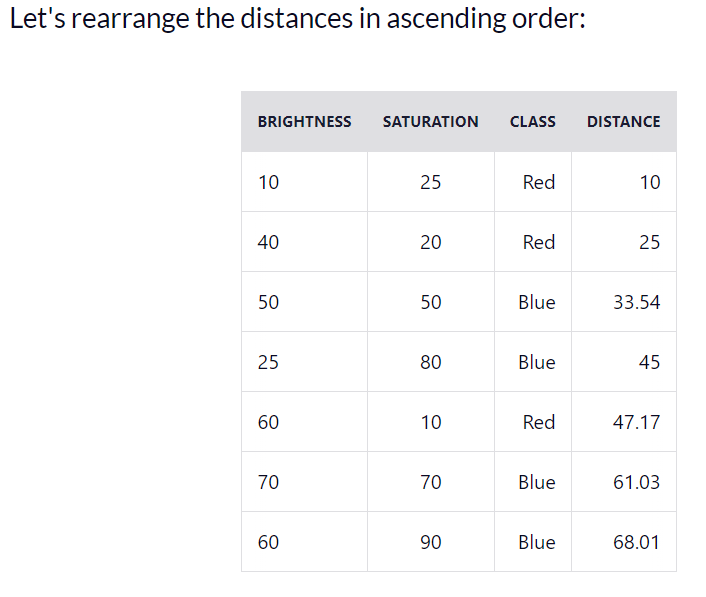 Let's rearrange the distances in ascending order:
BRIGHTNESS SATURATION CLASS DISTANCE
10 25 Red 10
40 20 Red 25
50 50 Blue 33.54
25 80 Blue 45
60 10 Red 47.17
70 70 Blue 61.03
60 90 Blue 68.01